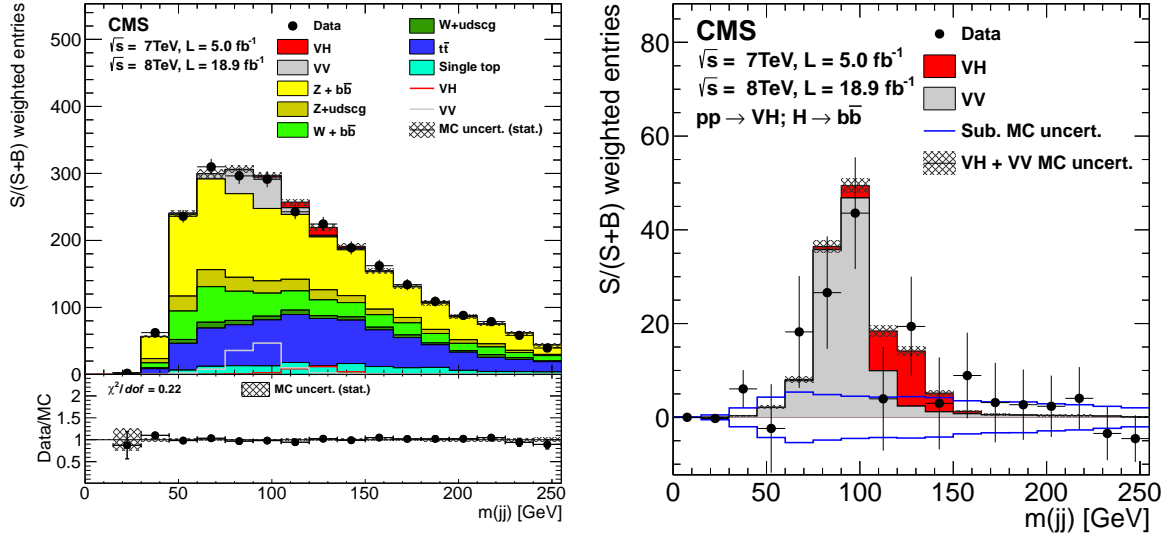 CMS
√s = 7TeV, L = 5.0 fb⁻¹
√s = 8TeV, L = 18.9 fb⁻¹
Data
VH
VV
Z + bb̅
Z+udscg
W + bb̅
W+udscg
tt̅
Single top
VH
VV
MC uncert. (stat.)
S/(S+B) weighted entries
500
400
300
200
100
0
χ²/dof = 0.22
MC uncert. (stat.)
Data/MC
2
1.5
1
0.5
0 50 100 150 200 250
m(jj) [GeV]
CMS
√s = 7TeV, L = 5.0 fb⁻¹
√s = 8TeV, L = 18.9 fb⁻¹
pp → VH; H → bb̅
Data
VH
VV
Sub. MC uncert.
VH + VV MC uncert.
S/(S+B) weighted entries
80
60
40
20
0
0 50 100 150 200 250
m(jj) [GeV]